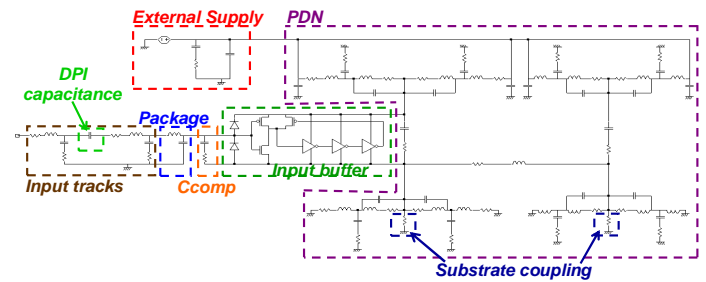 External Supply
PDN
DPI
capacitance
Package
Input buffer
Input tracks
Ccomp
Substrate coupling